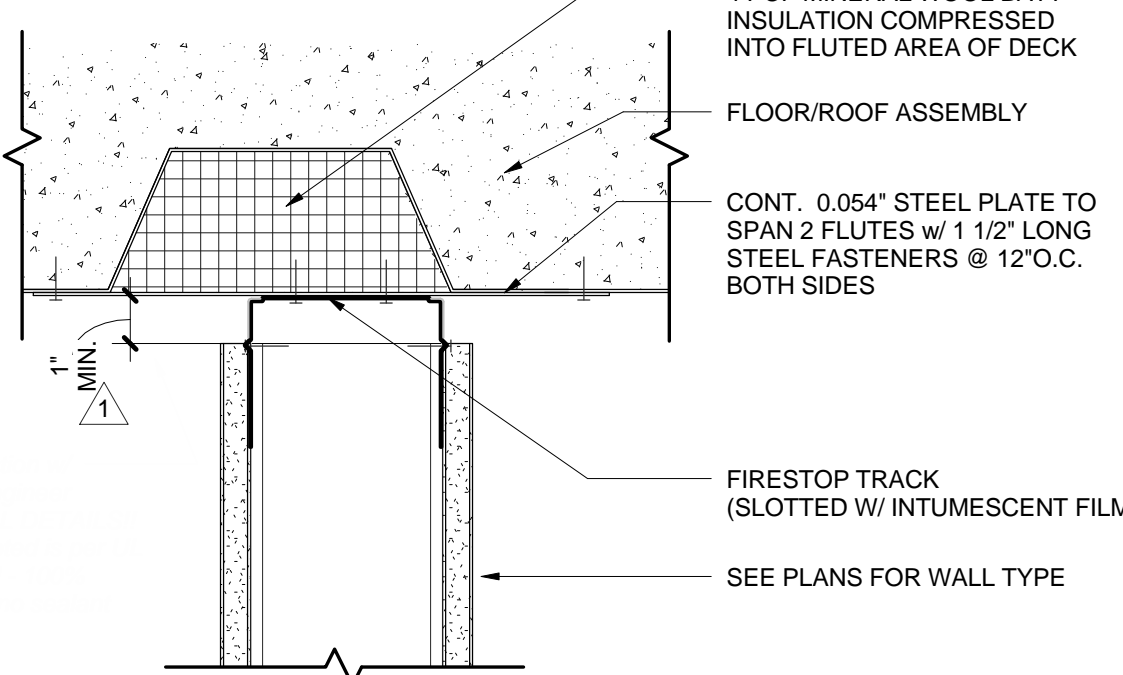 INSULATION COMPRESSED
INTO FLUTED AREA OF DECK
FLOOR/ROOF ASSEMBLY
CONT. 0.054" STEEL PLATE TO
SPAN 2 FLUTES w/ 1 1/2" LONG
STEEL FASTENERS @ 12"O.C.
BOTH SIDES
1"
MIN.
1
FIRESTOP TRACK
(SLOTTED W/ INTUMESCENT FILM
SEE PLANS FOR WALL TYPE